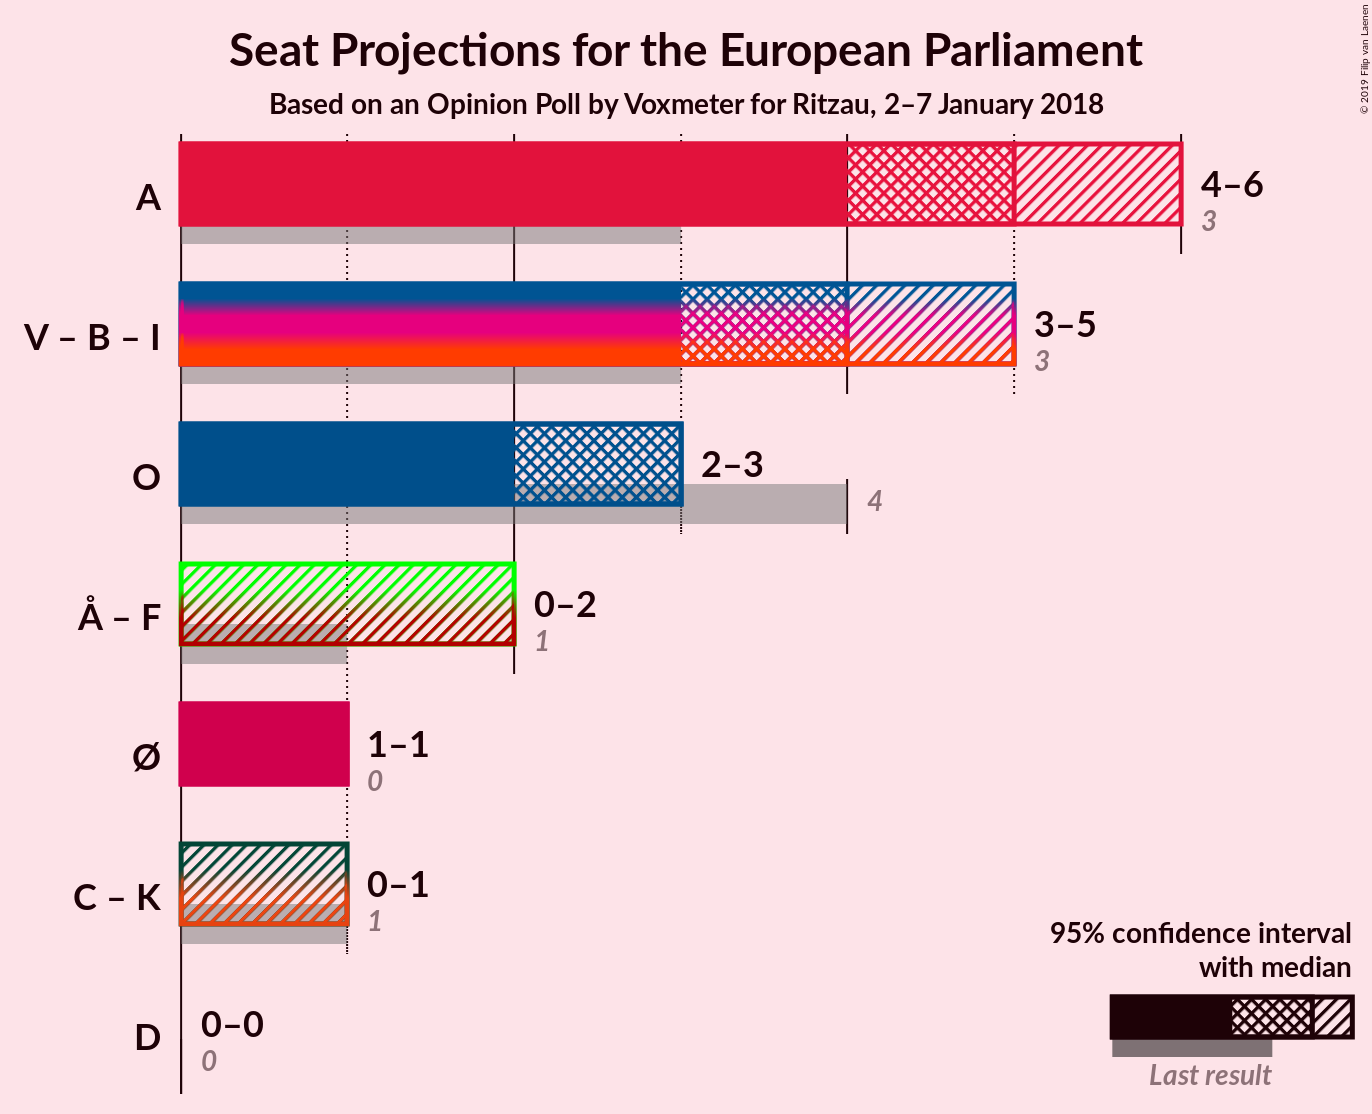 Seat Projections for the European Parliament
Based on an Opinion Poll by Voxmeter for Ritzau, 2–7 January 2018
© 2019 Filip van Laenen
A
4–6
3
V – B – I
3–5
3
O
2–3
4
Å – F
0–2
1
Ø
1–1
0
C – K
0–1
1
D
0–0
0
95% confidence interval
with median
Last result